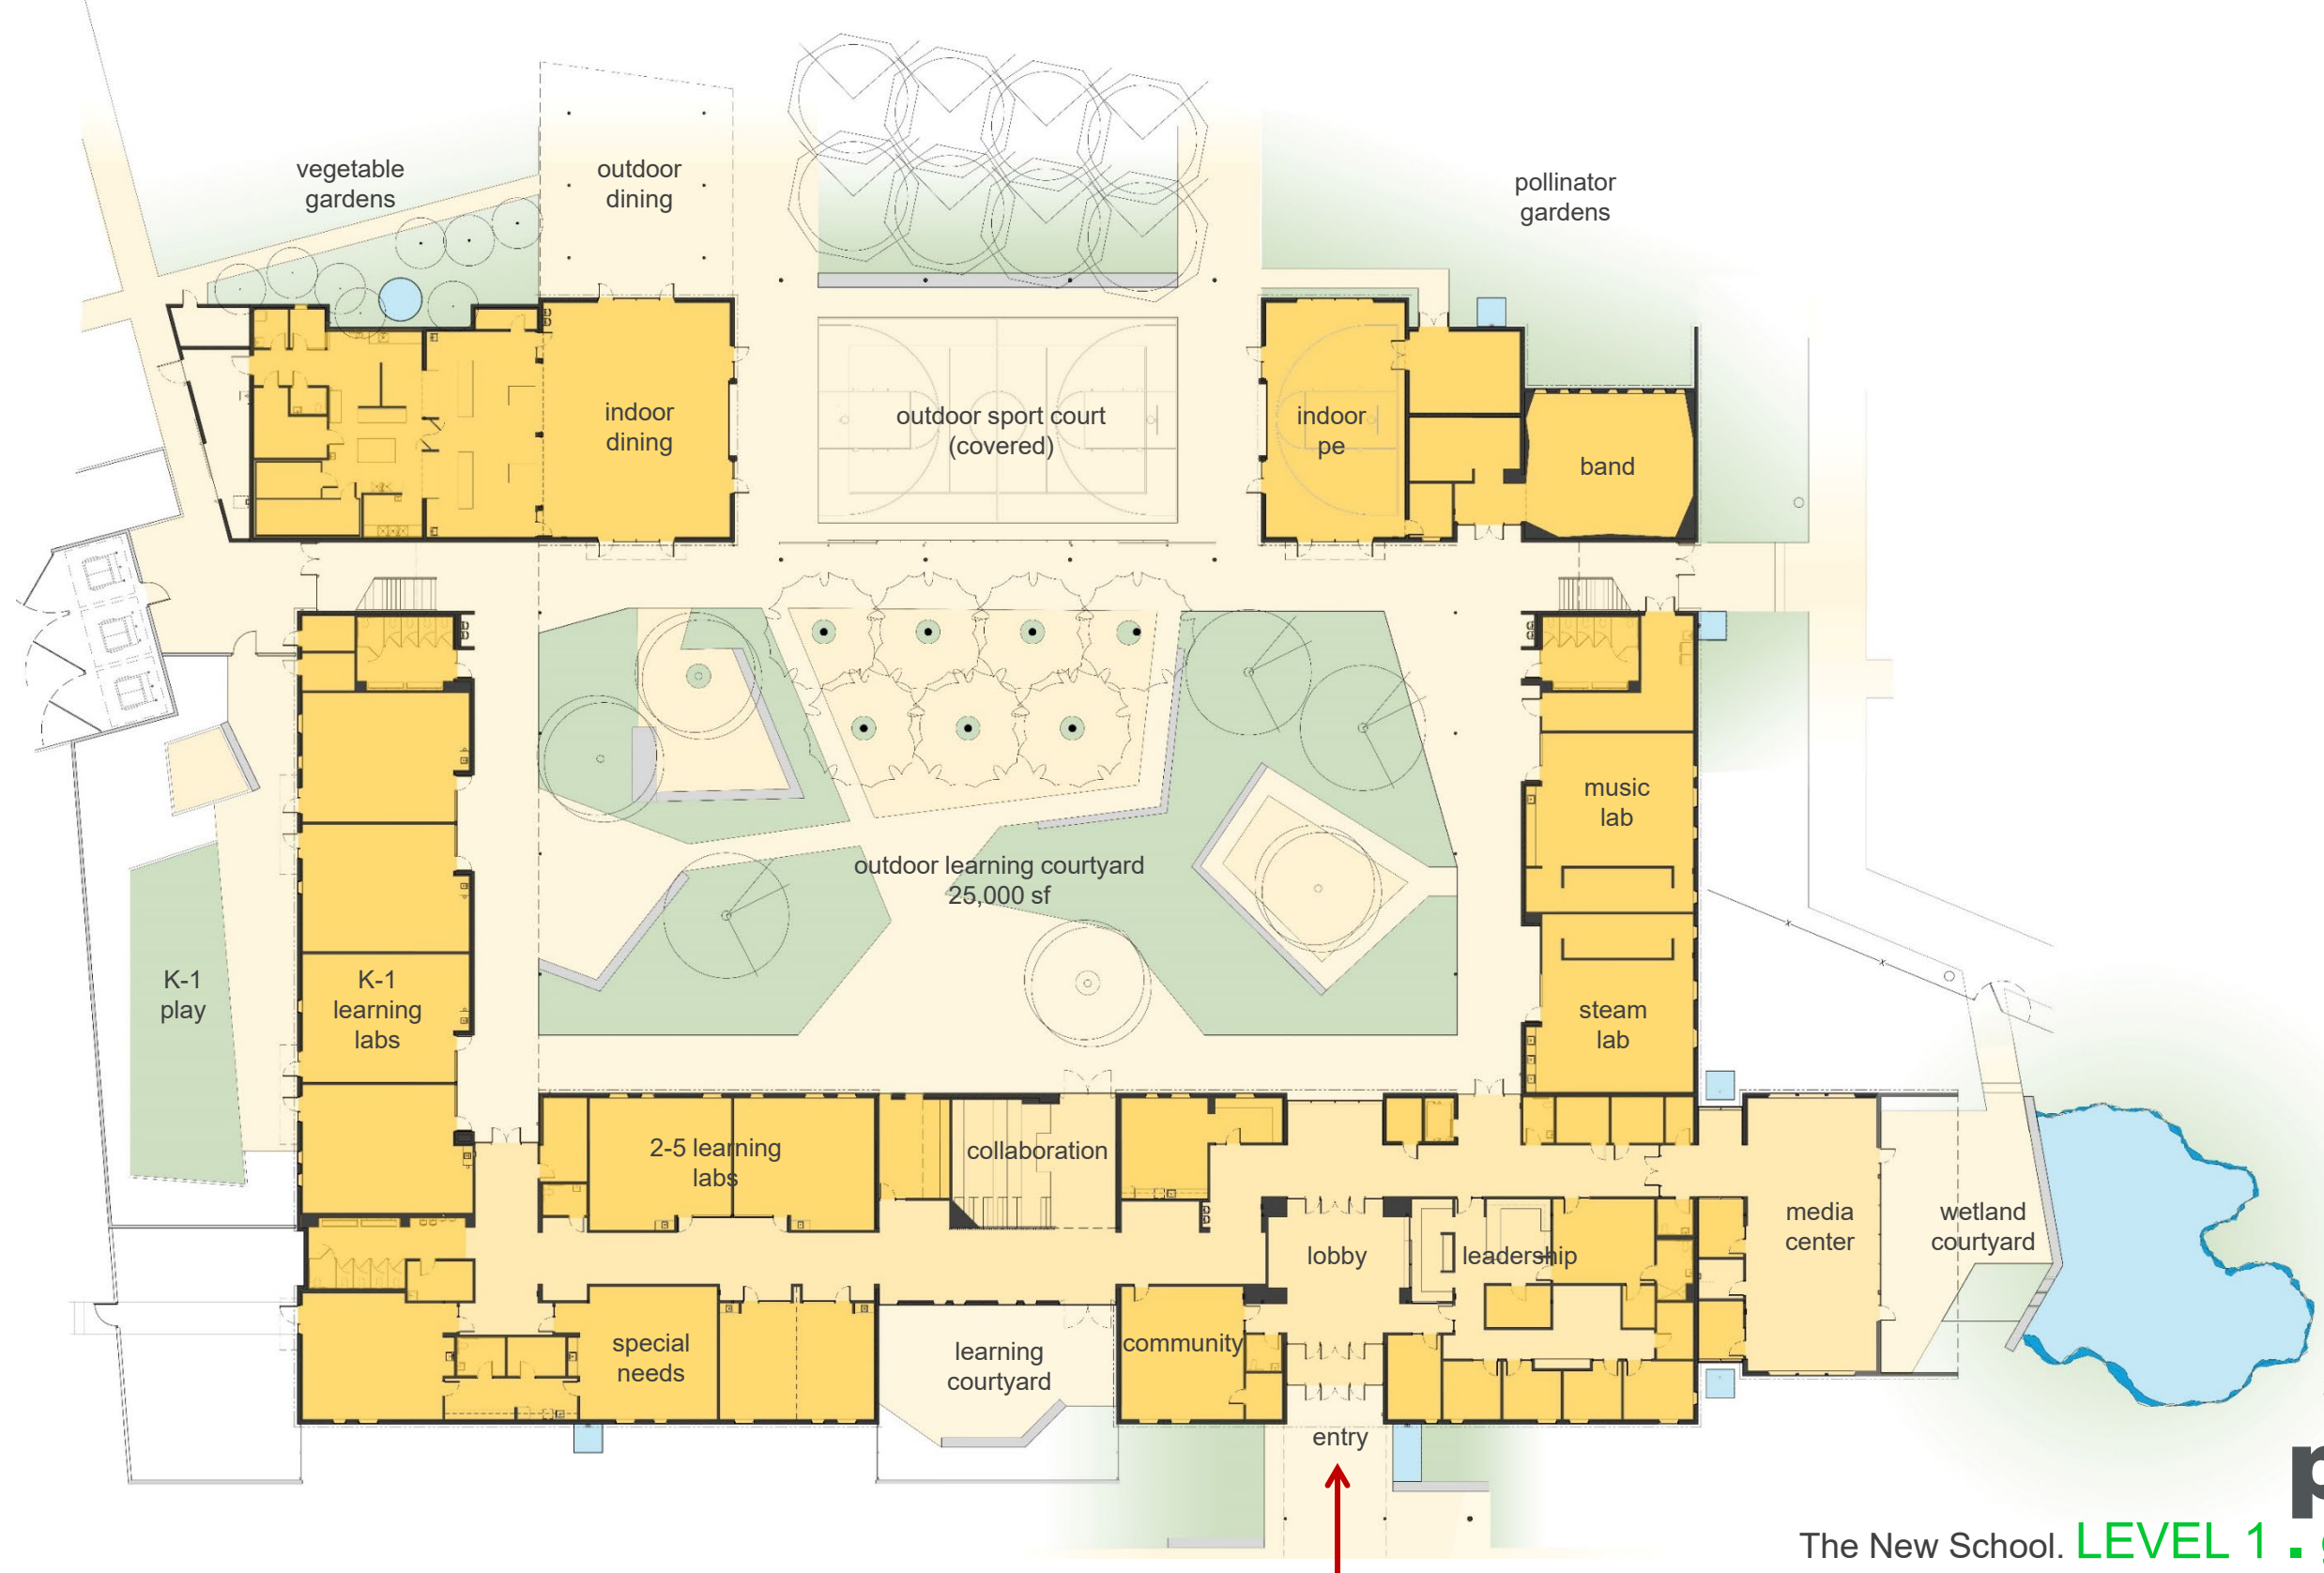 vegetable
gardens
outdoor
dining
pollinator
gardens
indoor
dining
outdoor sport court
(covered)
indoor
pe
band
music
lab
outdoor learning courtyard
25,000 sf
K-1
play
K-1
learning
labs
steam
lab
2-5 learning
labs
collaboration
media
center
wetland
courtyard
lobby
leadership
special
needs
learning
courtyard
community
entry
p
The New School. LEVEL 1 .